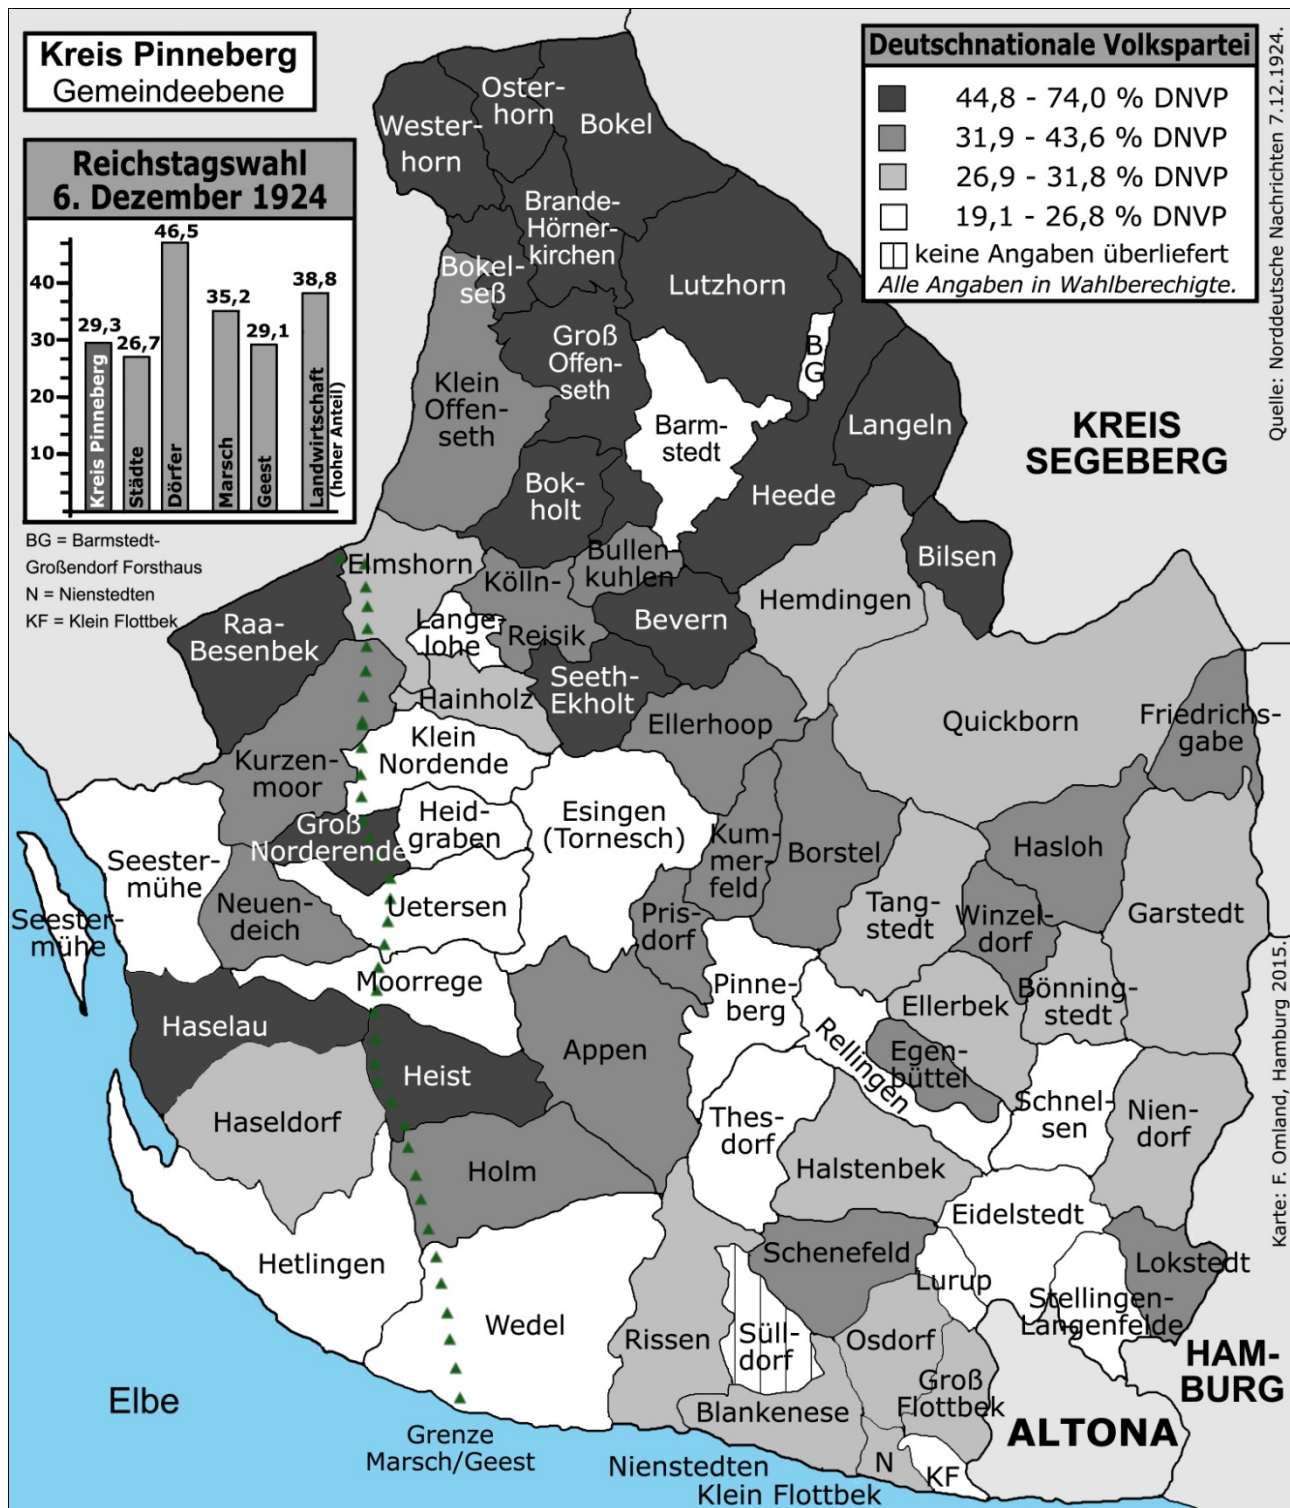 Kreis Pinneberg
Gemeindeebene
Reichstagswahl
6. Dezember 1924
46,5
38,8
35,2
29,3
29,1
26,7
40
30
20
10
Kreis Pinneberg
Städte
Dörfer
Marsch
Geest
Landwirtschaft
(hoher Anteil)
BG = Barmstedt-
Großendorf Forsthaus
N = Nienstedten
KF = Klein Flottbek
Deutschnationale Volkspartei
44,8 - 74,0 % DNVP
31,9 - 43,6 % DNVP
26,9 - 31,8 % DNVP
19,1 - 26,8 % DNVP
keine Angaben überliefert
Alle Angaben in Wahlberechtigte.
Quelle: Norddeutsche Nachrichten 7.12.1924.
Karte: F. Omland, Hamburg 2015.
KREIS
SEGEBERG
Wester-
horn
Oster-
horn
Bokel
Brande-
Hörner-
kirchen
Bokel-
seß
Lutzhorn
Groß
Offen-
seth
B
G
Klein
Offen-
seth
Barm-
stedt
Langeln
Bok-
holt
Heede
Bilsen
Elmshorn
Kölln-
Reisik
Bullen
kuhlen
Hemdingen
Raa-
Besenbek
Lange-
lohe
Bevern
Seeth-
Ekholt
Hainholz
Ellerhoop
Quickborn
Friedrichs-
gabe
Kurzen-
moor
Klein
Nordende
Groß
Norderende
Heid-
graben
Esingen
(Tornesch)
Kum-
mer-
feld
Borstel
Hasloh
Seester-
mühe
Seester-
mühe
Neuen-
deich
Uetersen
Pris-
dorf
Tang-
stedt
Winzel-
dorf
Garstedt
Moorrege
Pinne-
berg
Ellerbek
Bönning-
stedt
Haselau
Heist
Appen
Rellingen
Egen-
büttel
Haseldorf
Thes-
dorf
Schnel-
sen
Nien-
dorf
Holm
Halstenbek
Eidelstedt
Hetlingen
Schenefeld
Lurup
Lokstedt
Stellingen-
Langenfelde
Wedel
Rissen
Süll-
dorf
Osdorf
Groß
Flottbek
HAM-
BURG
Blankenese
ALTONA
Elbe
Grenze
Marsch/Geest
N
KF
Nienstedten
Klein Flottbek